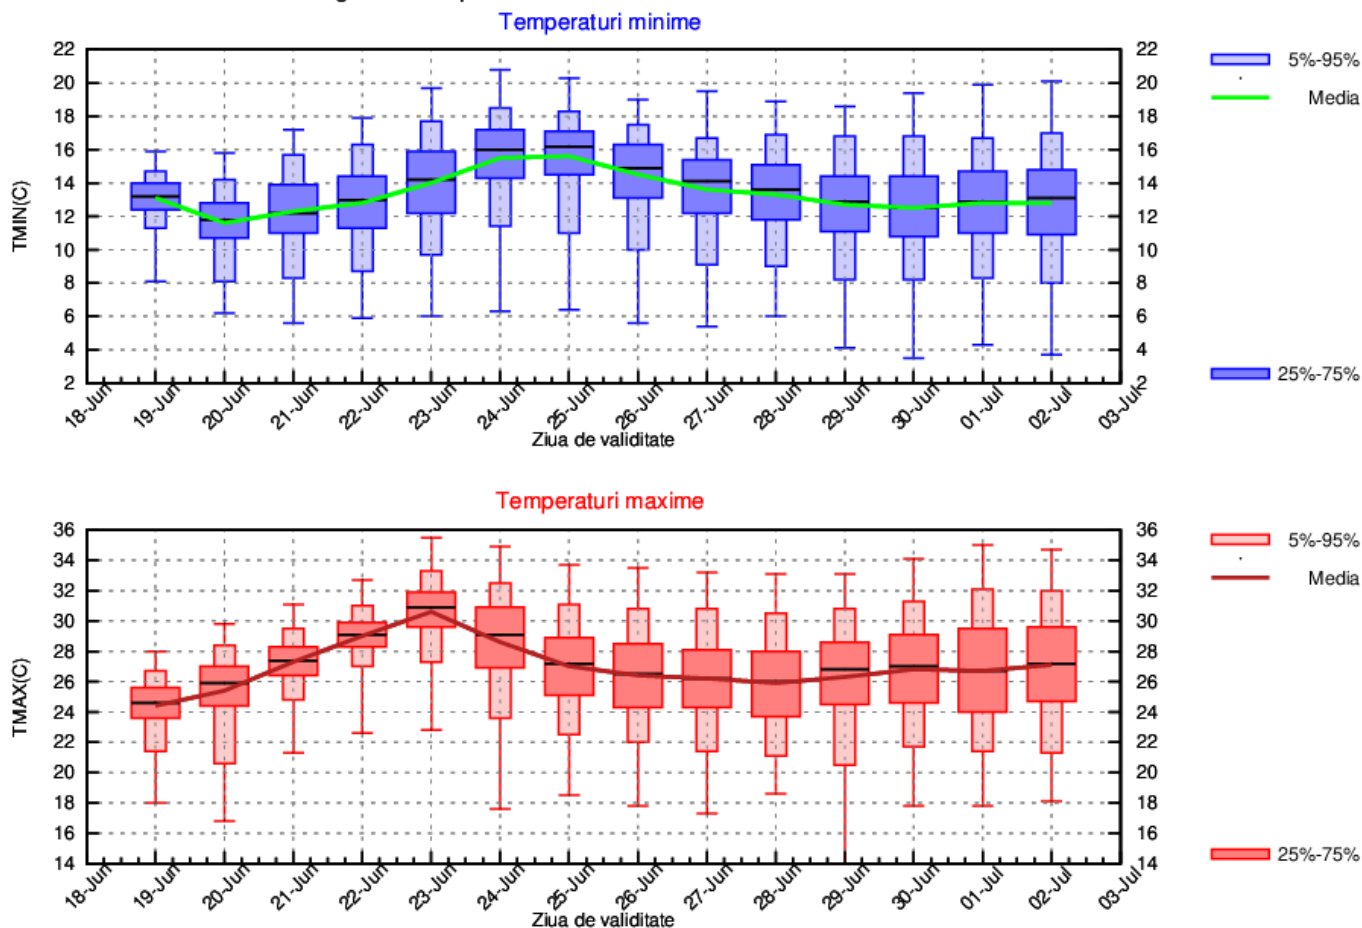 Temperaturi minime
22 22
20 20
18 18
16 16
14 14
12 12
10 10
8 8
6 6
4 4
2 2
TMIN(C)
18-Jun 19-Jun 20-Jun 21-Jun 22-Jun 23-Jun 24-Jun 25-Jun 26-Jun 27-Jun 28-Jun 29-Jun 30-Jun 01-Jul 02-Jul 03-Jul
Ziua de validitate
5%-95%
Media
25%-75%
Temperaturi maxime
36 36
34 34
32 32
30 30
28 28
26 26
24 24
22 22
20 20
18 18
16 16
14 14
TMAX(C)
18-Jun 19-Jun 20-Jun 21-Jun 22-Jun 23-Jun 24-Jun 25-Jun 26-Jun 27-Jun 28-Jun 29-Jun 30-Jun 01-Jul 02-Jul 03-Jul
Ziua de validitate
5%-95%
Media
25%-75%